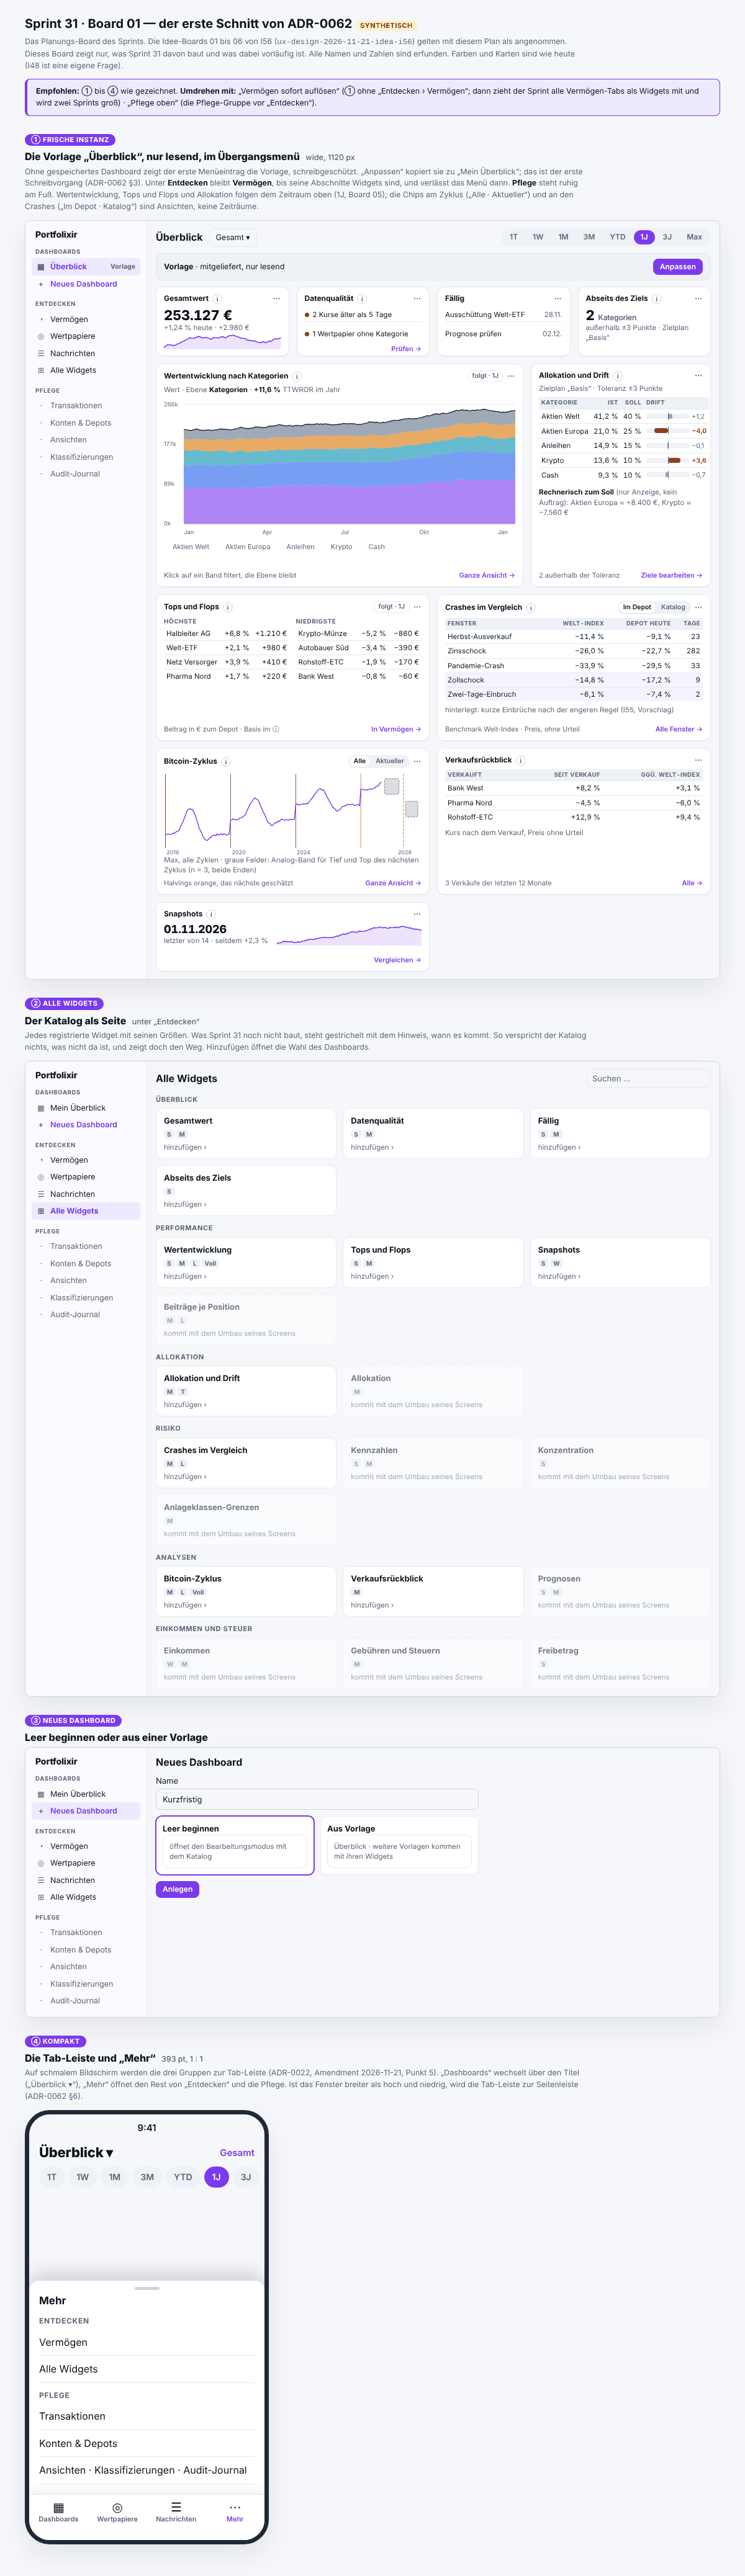 Sprint 31 · Board 01 — der erste Schritt von ADR-0062 SYNTHETISCH
Das Planungs-Board des Sprints. Die Idee-Boards 01 bis 06 von I56 (ux-design-2026-11-21-idea-i56) gelten mit diesem Plan als angenommen.
Dieses Board zeigt nur, was Sprint 31 davon baut und was dabei vorläufig ist. Alle Namen und Zahlen sind erfunden. Farben und Karten sind wie heute
(I48 ist eine eigene Frage).
Empfohlen: ① bis ④ wie gezeichnet. Umdrehen mit: „Vermögen sofort auflösen“ (① ohne „Entdecken › Vermögen“; dann zieht der Sprint alle Vermögen-Tabs als Widgets mit und
wird zwei Sprints groß) · „Pflege oben“ (die Pflege-Gruppe vor „Entdecken“).
① FRISCHE INSTANZ
Die Vorlage „Überblick“, nur lesend, im Übergangsmenü wide, 1120 px
Ohne gespeichertes Dashboard zeigt der erste Menüeintrag die Vorlage, schreibgeschützt. „Anpassen“ kopiert sie zu „Mein Überblick“; das ist der erste
Schreibvorgang (ADR-0062 §3). Unter Entdecken bleibt Vermögen, bis seine Abschnitte Widgets sind, und verlässt das Menü dann. Pflege steht ruhig
am Fuß. Wertentwicklung, Tops und Flops und Allokation folgen dem Zeitraum oben (1J, Board 05); die Chips am Zyklus („Alle · Aktueller“) und an den
Crashes („Im Depot · Katalog“) sind Ansichten, keine Zeiträume.
Portfolixir
DASHBOARDS
Überblick Vorlage
+ Neues Dashboard
ENTDECKEN
Vermögen
Wertpapiere
Nachrichten
Alle Widgets
PFLEGE
Transaktionen
Konten & Depots
Ansichten
Klassifizierungen
Audit-Journal
Überblick Gesamt ▾
1T 1W 1M 3M YTD 1J 3J Max
Vorlage · mitgeliefert, nur lesend Anpassen
Gesamtwert i ⋯
253.127 €
+1,24 % heute · +2.980 €
Datenqualität i ⋯
2 Kurse älter als 5 Tage
1 Wertpapier ohne Kategorie
Prüfen →
Fällig ⋯
Ausschüttung Welt-ETF 28.11.
Prognose prüfen 02.12.
Abseits des Ziels i ⋯
2 Kategorien
außerhalb ±3 Punkte · Zielplan
„Basis“
Wertentwicklung nach Kategorien i folgt · 1J ⋯
Wert · Ebene Kategorien · +11,6 % TTWROR im Jahr
266k
177k
89k
0k
Jan Apr Jul Okt Jan
Aktien Welt Aktien Europa Anleihen Krypto Cash
Klick auf ein Band filtert, die Ebene bleibt Ganze Ansicht →
Allokation und Drift i ⋯
Zielplan „Basis“ · Toleranz ±3 Punkte
KATEGORIE IST SOLL DRIFT
Aktien Welt 41,2 % 40 % +1,2
Aktien Europa 21,0 % 25 % −4,0
Anleihen 14,9 % 15 % −0,1
Krypto 13,6 % 10 % +3,6
Cash 9,3 % 10 % −0,7
Rechnerisch zum Soll (nur Anzeige, kein
Auftrag): Aktien Europa ≈ +8.400 €, Krypto ≈
−7.560 €
2 außerhalb der Toleranz Ziele bearbeiten →
Tops und Flops i folgt · 1J ⋯
HÖCHSTE NIEDRIGSTE
Halbleiter AG +6,8 % +1.210 € Krypto-Münze −5,2 % −860 €
Welt-ETF +2,1 % +980 € Autobauer Süd −3,4 % −390 €
Netz Versorger +3,9 % +410 € Rohstoff-ETC −1,9 % −170 €
Pharma Nord +1,7 % +220 € Bank West −0,8 % −60 €
Beitrag in € zum Depot · Basis im ⓘ In Vermögen →
Crashes im Vergleich i Im Depot Katalog ⋯
FENSTER WELT-INDEX DEPOT HEUTE TAGE
Herbst-Ausverkauf −11,4 % −9,1 % 23
Zinsschock −26,0 % −22,7 % 282
Pandemie-Crash −33,9 % −29,5 % 33
Zollschock −14,8 % −17,2 % 9
Zwei-Tage-Einbruch −6,1 % −7,4 % 2
hinterlegt: kurze Einbrüche nach der engeren Regel (I55, Vorschlag)
Benchmark Welt-Index · Preis, ohne Urteil Alle Fenster →
Bitcoin-Zyklus i Alle Aktueller ⋯
2016 2020 2024 2028
Max, alle Zyklen · graue Felder: Analog-Band für Tief und Top des nächsten
Zyklus (n = 3, beide Enden)
Halvings orange, das nächste geschätzt Ganze Ansicht →
Verkaufsrückblick i ⋯
VERKAUFT SEIT VERKAUF GGÜ. WELT-INDEX
Bank West +8,2 % +3,1 %
Pharma Nord −4,5 % −6,0 %
Rohstoff-ETC +12,9 % +9,4 %
Kurs nach dem Verkauf, Preis ohne Urteil
3 Verkäufe der letzten 12 Monate Alle →
Snapshots i ⋯
01.11.2026
letzter von 14 · seitdem +2,3 %
Vergleichen →
② ALLE WIDGETS
Der Katalog als Seite unter „Entdecken“
Jedes registrierte Widget mit seinen Größen. Was Sprint 31 noch nicht baut, steht gestrichelt mit dem Hinweis, wann es kommt. So verspricht der Katalog
nichts, was nicht da ist, und zeigt doch den Weg. Hinzufügen öffnet die Wahl des Dashboards.
Portfolixir
DASHBOARDS
Mein Überblick
+ Neues Dashboard
ENTDECKEN
Vermögen
Wertpapiere
Nachrichten
Alle Widgets
PFLEGE
Transaktionen
Konten & Depots
Ansichten
Klassifizierungen
Audit-Journal
Alle Widgets Suchen ...
ÜBERBLICK
Gesamtwert
S M
hinzufügen ›
Datenqualität
S M
hinzufügen ›
Fällig
S M
hinzufügen ›
Abseits des Ziels
S
hinzufügen ›
PERFORMANCE
Wertentwicklung
S M L Voll
hinzufügen ›
Tops und Flops
S M
hinzufügen ›
Snapshots
S W
hinzufügen ›
Beiträge je Position
M L
kommt mit dem Umbau seines Screens
ALLOKATION
Allokation und Drift
M T
hinzufügen ›
Allokation
M
kommt mit dem Umbau seines Screens
RISIKO
Crashes im Vergleich
M L
hinzufügen ›
Kennzahlen
S M
kommt mit dem Umbau seines Screens
Konzentration
S
kommt mit dem Umbau seines Screens
Anlageklassen-Grenzen
M
kommt mit dem Umbau seines Screens
ANALYSEN
Bitcoin-Zyklus
M L Voll
hinzufügen ›
Verkaufsrückblick
M
hinzufügen ›
Prognosen
S M
kommt mit dem Umbau seines Screens
EINKOMMEN UND STEUER
Einkommen
W M
kommt mit dem Umbau seines Screens
Gebühren und Steuern
M
kommt mit dem Umbau seines Screens
Freibetrag
S
kommt mit dem Umbau seines Screens
③ NEUES DASHBOARD
Leer beginnen oder aus einer Vorlage
Portfolixir
DASHBOARDS
Mein Überblick
+ Neues Dashboard
ENTDECKEN
Vermögen
Wertpapiere
Nachrichten
Alle Widgets
PFLEGE
Transaktionen
Konten & Depots
Ansichten
Klassifizierungen
Audit-Journal
Neues Dashboard
Name
Kurzfristig
Leer beginnen
öffnet den Bearbeitungsmodus mit
dem Katalog
Aus Vorlage
Überblick · weitere Vorlagen kommen
mit ihren Widgets
Anlegen
④ KOMPAKT
Die Tab-Leiste und „Mehr“ 393 pt, 1 : 1
Auf schmalem Bildschirm werden die drei Gruppen zur Tab-Leiste (ADR-0022, Amendment 2026-11-21, Punkt 5). „Dashboards“ wechselt über den Titel
(„Überblick ▾“), „Mehr“ öffnet den Rest von „Entdecken“ und die Pflege. Ist das Fenster breiter als hoch und niedrig, wird die Tab-Leiste zur Seitenleiste
(ADR-0062 §6).
9:41
Überblick ▾ Gesamt
1T 1W 1M 3M YTD 1J 3J
Mehr
ENTDECKEN
Vermögen
Alle Widgets
PFLEGE
Transaktionen
Konten & Depots
Ansichten · Klassifizierungen · Audit-Journal
Dashboards Wertpapiere Nachrichten Mehr